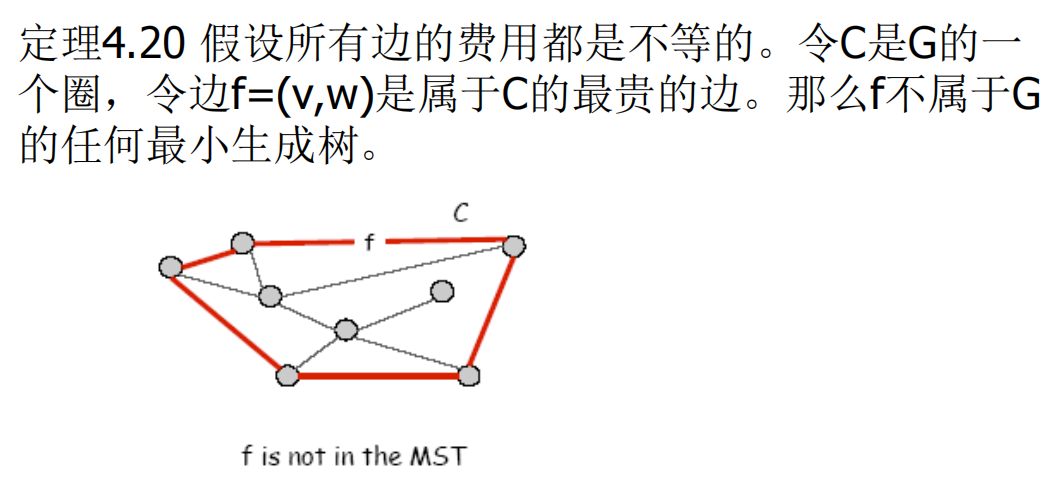 定理4.20 假设所有边的费用都是不等的。令C是G的一
个圈，令边f=(v,w)是属于C的最贵的边。那么f不属于G
的任何最小生成树。
C
f
f is not in the MST